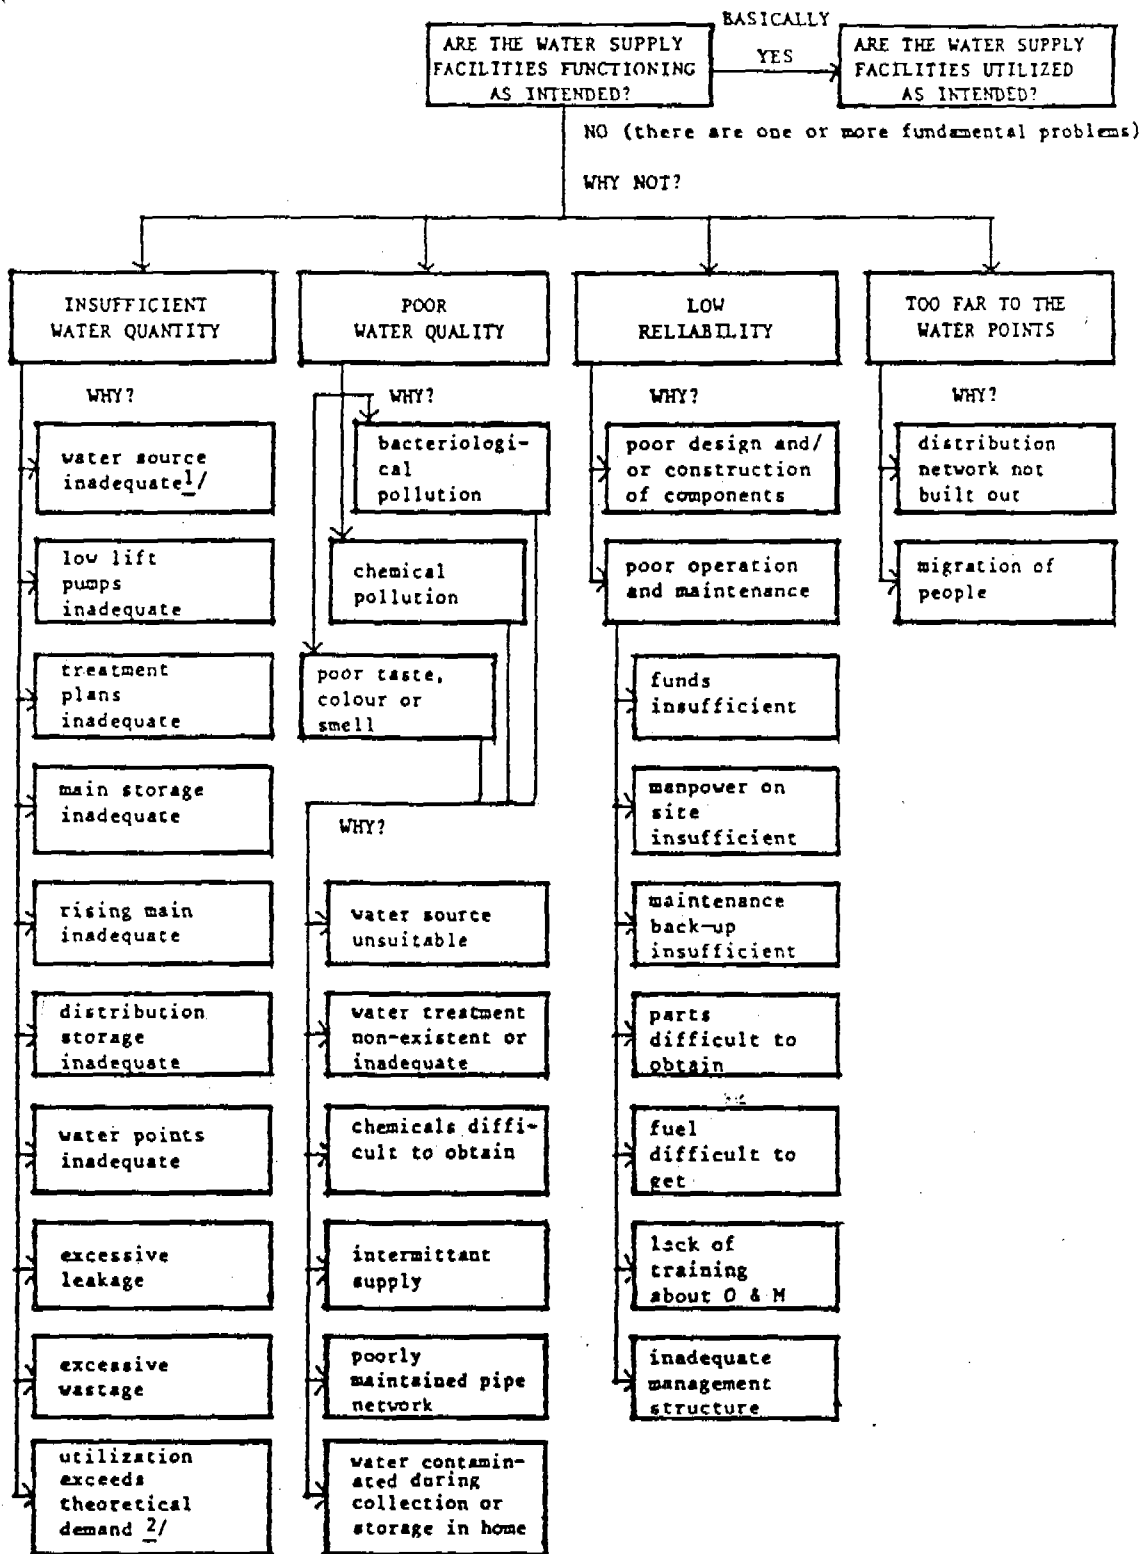 BASICALLY
ARE THE WATER SUPPLY
FACILITIES FUNCTIONING
AS INTENDED?
YES
ARE THE WATER SUPPLY
FACILITIES UTILIZED
AS INTENDED?
NO (there are one or more fundamental problems)
WHY NOT?
INSUFFICIENT
WATER QUANTITY
POOR
WATER QUALITY
LOW
RELIABILITY
TOO FAR TO THE
WATER POINTS
WHY?
water source
inadequate 1/
low lift
pumps
inadequate
treatment
plans
inadequate
main storage
inadequate
rising main
inadequate
distribution
storage
inadequate
water points
inadequate
excessive
leakage
excessive
wastage
utilization
exceeds
theoretical
demand 2/
WHY?
bacteriologi-
cal
pollution
chemical
pollution
poor taste,
colour or
smell
WHY?
water source
unsuitable
water treatment
non-existent or
inadequate
chemicals diffi-
cult to obtain
intermittant
supply
poorly
maintained pipe
network
water contamin-
ated during
collection or
storage in home
WHY?
poor design and/
or construction
of components
poor operation
and maintenance
funds
insufficient
manpower on
site
insufficient
maintenance
back-up
insufficient
parts
difficult to
obtain
fuel
difficult to
get
lack of
training
about O & M
inadequate
management
structure
WHY?
distribution
network not
built out
migration of
people